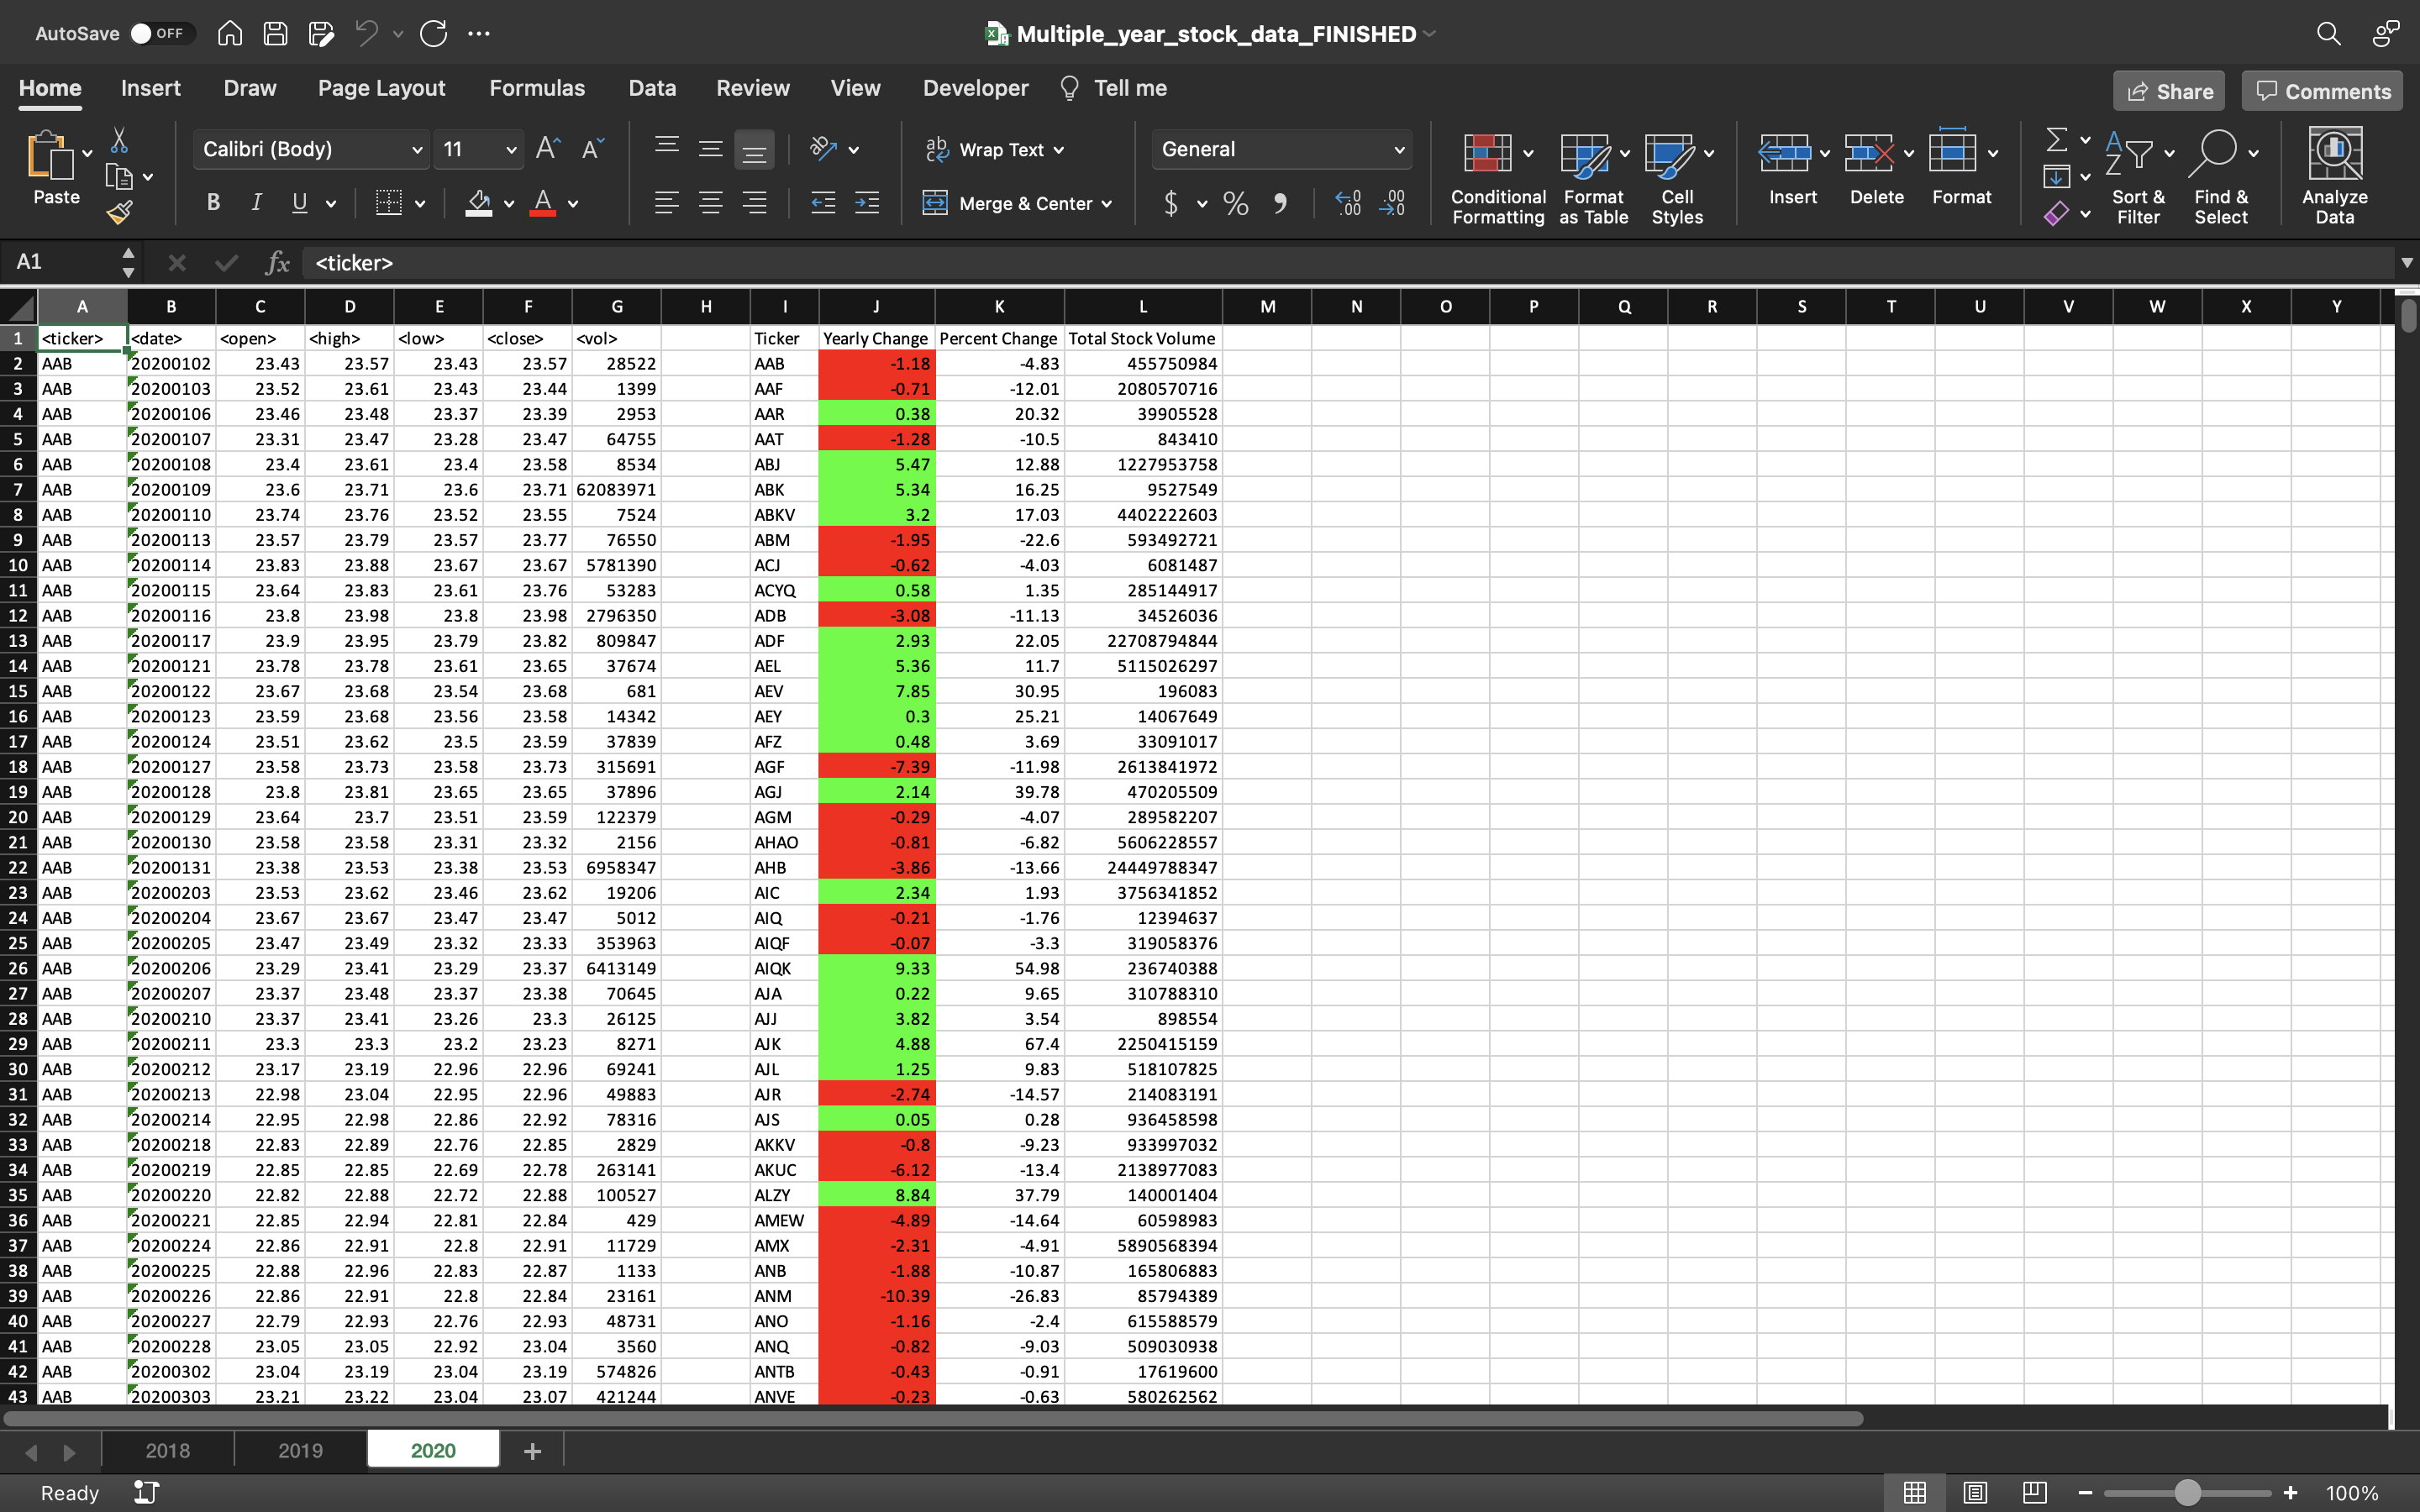 AutoSave OFF Multiple_year_stock_data_FINISHED
Home Insert Draw Page Layout Formulas Data Review View Developer Tell me Share Comments
Paste Calibri (Body) 11 A A Wrap Text General Conditional Formatting Format as Table Cell Styles Insert Delete Format Sort & Filter Find & Select Analyze Data
B I U A Merge & Center $ % 9 .0 .00 .00 .0
A1 fx <ticker>
A B C D E F G H I J K L M N O P Q R S T U V W X Y
1 <ticker> <date> <open> <high> <low> <close> <vol> Ticker Yearly Change Percent Change Total Stock Volume
2 AAB 20200102 23.43 23.57 23.43 23.57 28522 AAB -1.18 -4.83 455750984
3 AAB 20200103 23.52 23.61 23.43 23.44 1399 AAF -0.71 -12.01 2080570716
4 AAB 20200106 23.46 23.48 23.37 23.39 2953 AAR 0.38 20.32 39905528
5 AAB 20200107 23.31 23.47 23.28 23.47 64755 AAT -1.28 -10.5 843410
6 AAB 20200108 23.4 23.61 23.4 23.58 8534 ABJ 5.47 12.88 1227953758
7 AAB 20200109 23.6 23.71 23.6 23.71 62083971 ABK 5.34 16.25 9527549
8 AAB 20200110 23.74 23.76 23.52 23.55 7524 ABKV 3.2 17.03 4402222603
9 AAB 20200113 23.57 23.79 23.57 23.77 76550 ABM -1.95 -22.6 593492721
10 AAB 20200114 23.83 23.88 23.67 23.67 5781390 ACJ -0.62 -4.03 6081487
11 AAB 20200115 23.64 23.83 23.61 23.76 53283 ACYQ 0.58 1.35 285144917
12 AAB 20200116 23.8 23.98 23.8 23.98 2796350 ADB -3.08 -11.13 34526036
13 AAB 20200117 23.9 23.95 23.79 23.82 809847 ADF 2.93 22.05 22708794844
14 AAB 20200121 23.78 23.78 23.61 23.65 37674 AEL 5.36 11.7 5115026297
15 AAB 20200122 23.67 23.68 23.54 23.68 681 AEV 7.85 30.95 196083
16 AAB 20200123 23.59 23.68 23.56 23.58 14342 AEY 0.3 25.21 14067649
17 AAB 20200124 23.51 23.62 23.5 23.59 37839 AFZ 0.48 3.69 33091017
18 AAB 20200127 23.58 23.73 23.58 23.73 315691 AGF -7.39 -11.98 2613841972
19 AAB 20200128 23.8 23.81 23.65 23.65 37896 AGJ 2.14 39.78 470205509
20 AAB 20200129 23.64 23.7 23.51 23.59 122379 AGM -0.29 -4.07 289582207
21 AAB 20200130 23.58 23.58 23.31 23.32 2156 AHAO -0.81 -6.82 5606228557
22 AAB 20200131 23.38 23.53 23.38 23.53 6958347 AHB -3.86 -13.66 24449788347
23 AAB 20200203 23.53 23.62 23.46 23.62 19206 AIC 2.34 1.93 3756341852
24 AAB 20200204 23.67 23.67 23.47 23.47 5012 AIQ -0.21 -1.76 12394637
25 AAB 20200205 23.47 23.49 23.32 23.33 353963 AIQF -0.07 -3.3 319058376
26 AAB 20200206 23.29 23.41 23.29 23.37 6413149 AIQK 9.33 54.98 236740388
27 AAB 20200207 23.37 23.48 23.37 23.38 70645 AJA 0.22 9.65 310788310
28 AAB 20200210 23.37 23.41 23.26 23.3 26125 AJJ 3.82 3.54 898554
29 AAB 20200211 23.3 23.3 23.2 23.23 8271 AJK 4.88 67.4 2250415159
30 AAB 20200212 23.17 23.19 22.96 22.96 69241 AJL 1.25 9.83 518107825
31 AAB 20200213 22.98 23.04 22.95 22.96 49883 AJR -2.74 -14.57 214083191
32 AAB 20200214 22.95 22.98 22.86 22.92 78316 AJS 0.05 0.28 936458598
33 AAB 20200218 22.83 22.89 22.76 22.85 2829 AKKV -0.8 -9.23 933997032
34 AAB 20200219 22.85 22.85 22.69 22.78 263141 AKUC -6.12 -13.4 2138977083
35 AAB 20200220 22.82 22.88 22.72 22.88 100527 ALZY 8.84 37.79 140001404
36 AAB 20200221 22.85 22.94 22.81 22.84 429 AMEW -4.89 -14.64 60598983
37 AAB 20200224 22.86 22.91 22.8 22.91 11729 AMX -2.31 -4.91 5890568394
38 AAB 20200225 22.88 22.96 22.83 22.87 1133 ANB -1.88 -10.87 165806883
39 AAB 20200226 22.86 22.91 22.8 22.84 23161 ANM -10.39 -26.83 85794389
40 AAB 20200227 22.79 22.93 22.76 22.93 48731 ANO -1.16 -2.4 615588579
41 AAB 20200228 23.05 23.05 22.92 23.04 3560 ANQ -0.82 -9.03 509030938
42 AAB 20200302 23.04 23.19 23.04 23.19 574826 ANTB -0.43 -0.91 17619600
43 AAB 20200303 23.21 23.22 23.04 23.07 421244 ANVE -0.23 -0.63 580262562
2018 2019 2020 +
Ready 100%